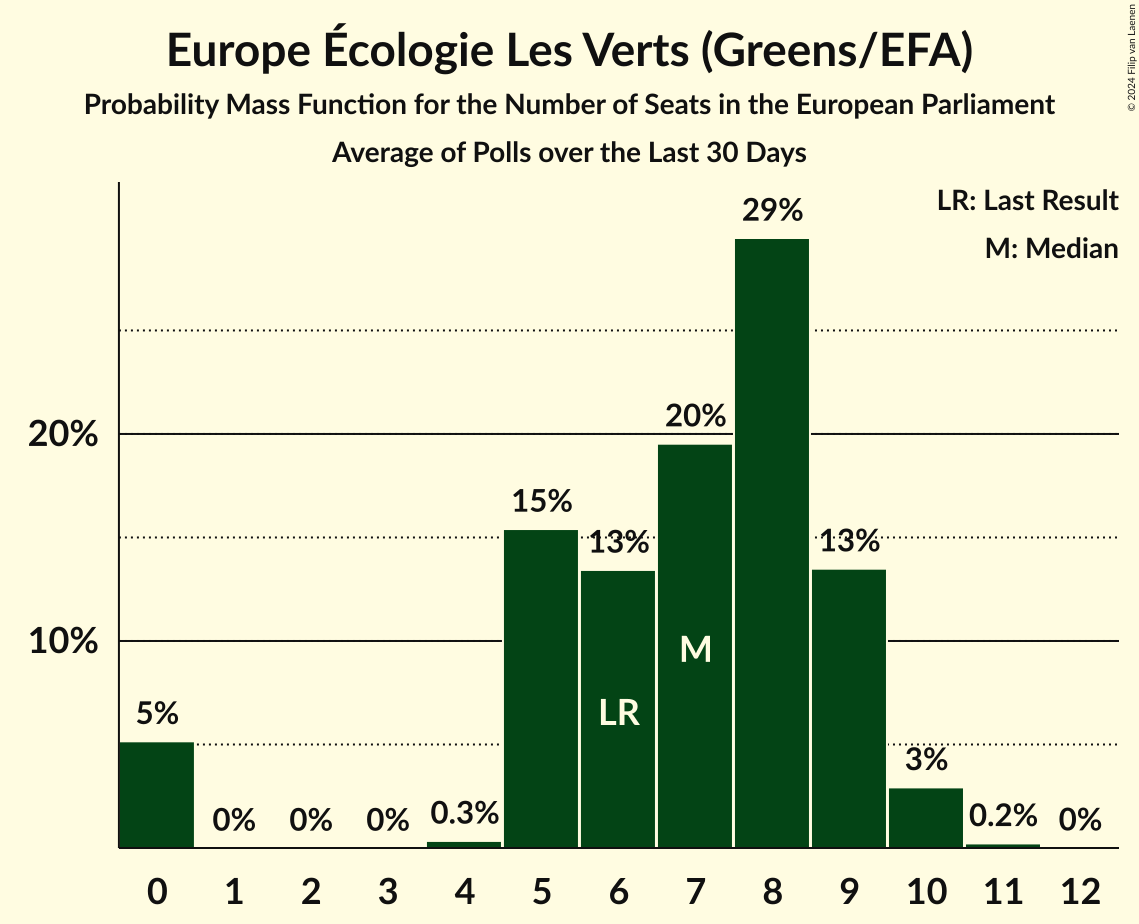 Europe Écologie Les Verts (Greens/EFA)
Probability Mass Function for the Number of Seats in the European Parliament
Average of Polls over the Last 30 Days
© 2024 Filip van Laenen
LR: Last Result
M: Median
29%
20%
20%
15%
13%
13%
10%
M
LR
5%
3%
0%
0%
0%
0.3%
0.2%
0%
0 1 2 3 4 5 6 7 8 9 10 11 12